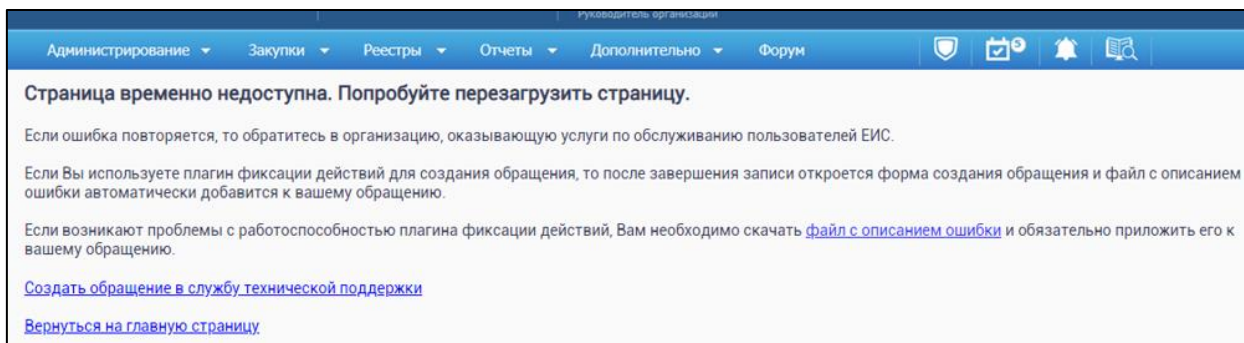 Руководитель организации
Администрирование Закупки Реестры Отчеты Дополнительно Форум 5
Страница временно недоступна. Попробуйте перезагрузить страницу.
Если ошибка повторяется, то обратитесь в организацию, оказывающую услуги по обслуживанию пользователей ЕИС.
Если Вы используете плагин фиксации действий для создания обращения, то после завершения записи откроется форма создания обращения и файл с описанием
ошибки автоматически добавится к вашему обращению.
Если возникают проблемы с работоспособностью плагина фиксации действий, Вам необходимо скачать файл с описанием ошибки и обязательно приложить его к
вашему обращению.
Создать обращение в службу технической поддержки
Вернуться на главную страницу